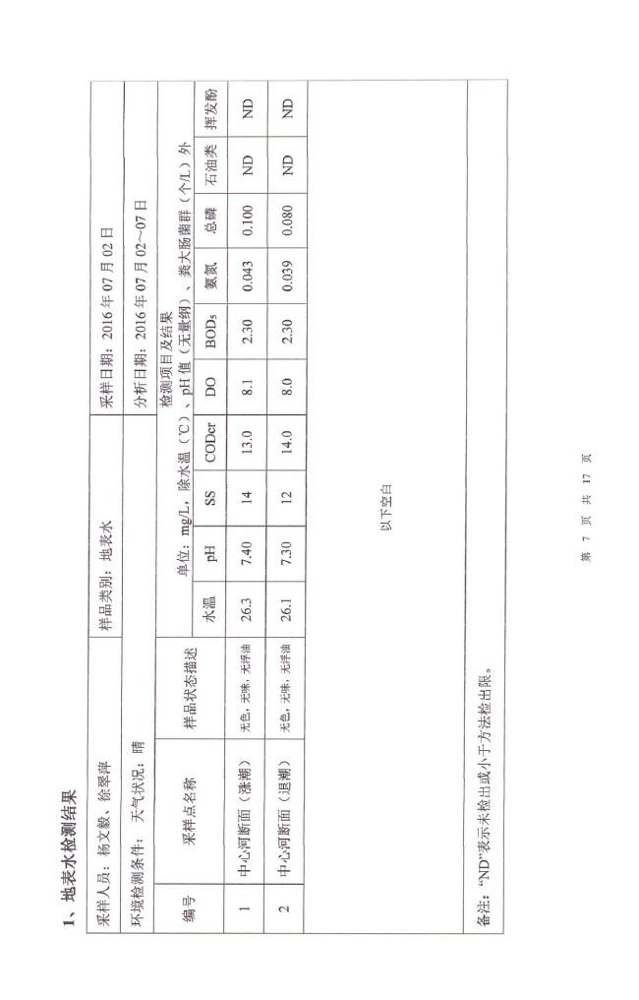 1、地表水检测结果
采样人员：杨文毅、徐翠萍 样品类别：地表水 采样日期：2016 年 07 月 02 日
环境检测条件： 天气状况：晴 分析日期：2016 年 07 月 02～07 日
检测项目及结果
编号 采样点名称 样品状态描述 单位：mg/L，除水温（℃）、pH 值（无量纲）、粪大肠菌群（个/L）外
水温 pH SS CODcr DO BOD5 氨氮 总磷 石油类 挥发酚
1 中心河断面（涨潮） 无色，无味，无浮油 26.3 7.40 14 13.0 8.1 2.30 0.043 0.100 ND ND
2 中心河断面（退潮） 无色，无味，无浮油 26.1 7.30 12 14.0 8.0 2.30 0.039 0.080 ND ND
以下空白
备注：“ND”表示未检出或小于方法检出限。
第 7 页 共 17 页